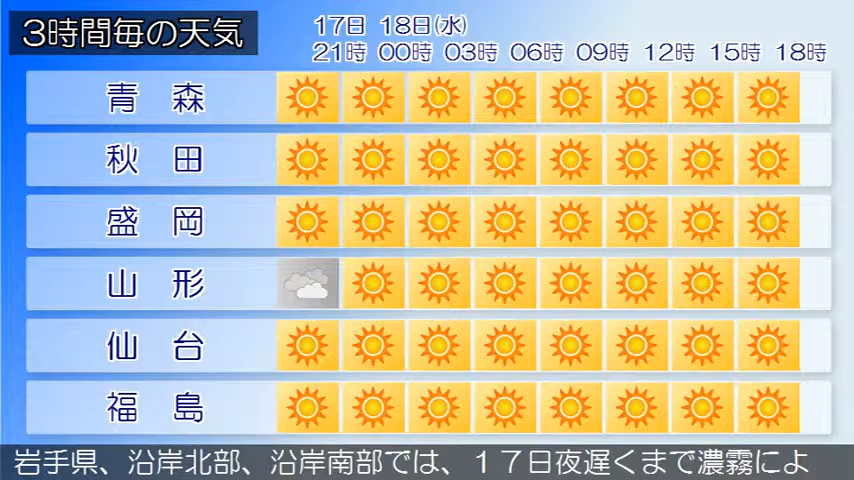 3時間毎の天気
17日 18日(水)
21時 00時 03時 06時 09時 12時 15時 18時
青 森
秋 田
盛 岡
山 形
仙 台
福 島
岩手県、沿岸北部、沿岸南部では、１７日夜遅くまで濃霧によ